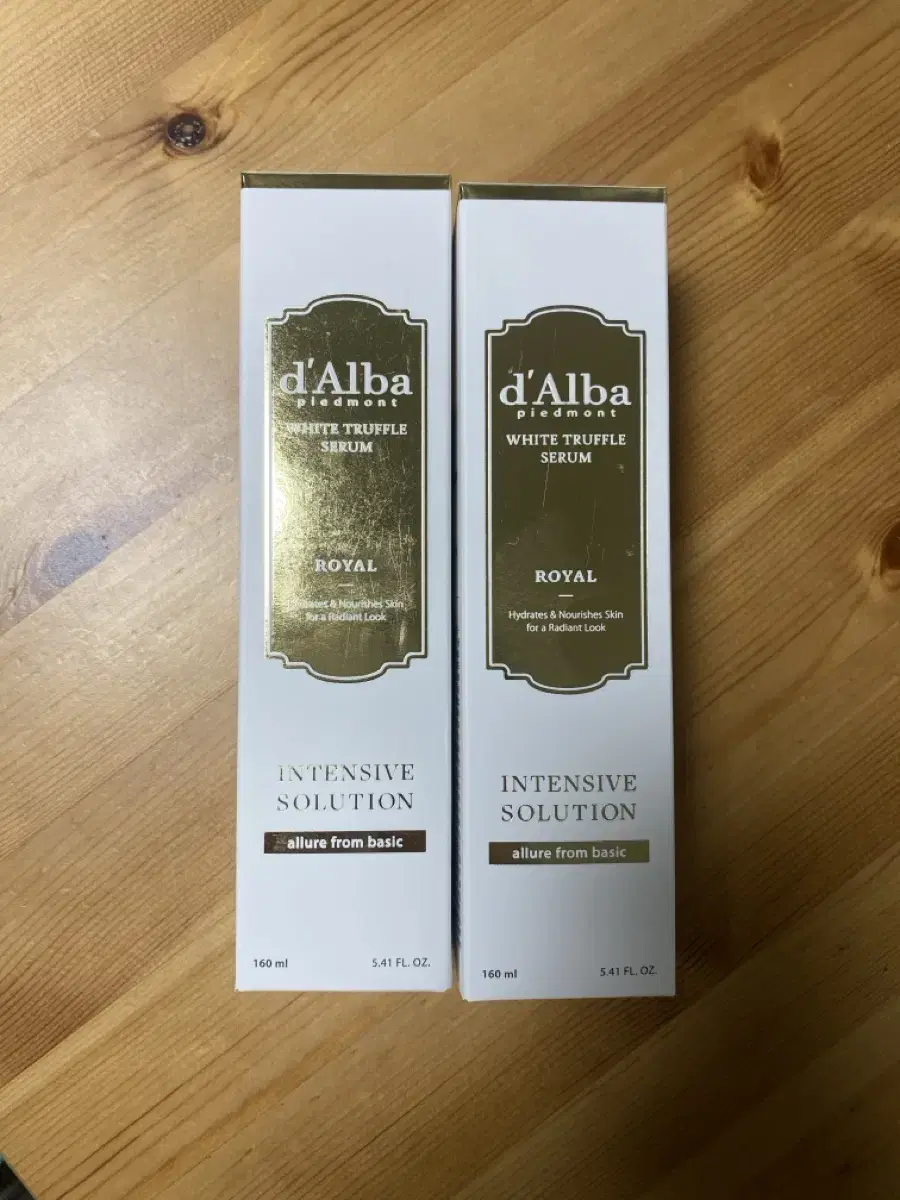 d'Alba
piedmont
WHITE TRUFFLE
SERUM
ROYAL
Hydrates & Nourishes Skin
for a Radiant Look
INTENSIVE
SOLUTION
allure from basic
160 ml
5.41 FL. OZ.
d'Alba
piedmont
WHITE TRUFFLE
SERUM
ROYAL
Hydrates & Nourishes Skin
for a Radiant Look
INTENSIVE
SOLUTION
allure from basic
160 ml
5.41 FL. OZ.